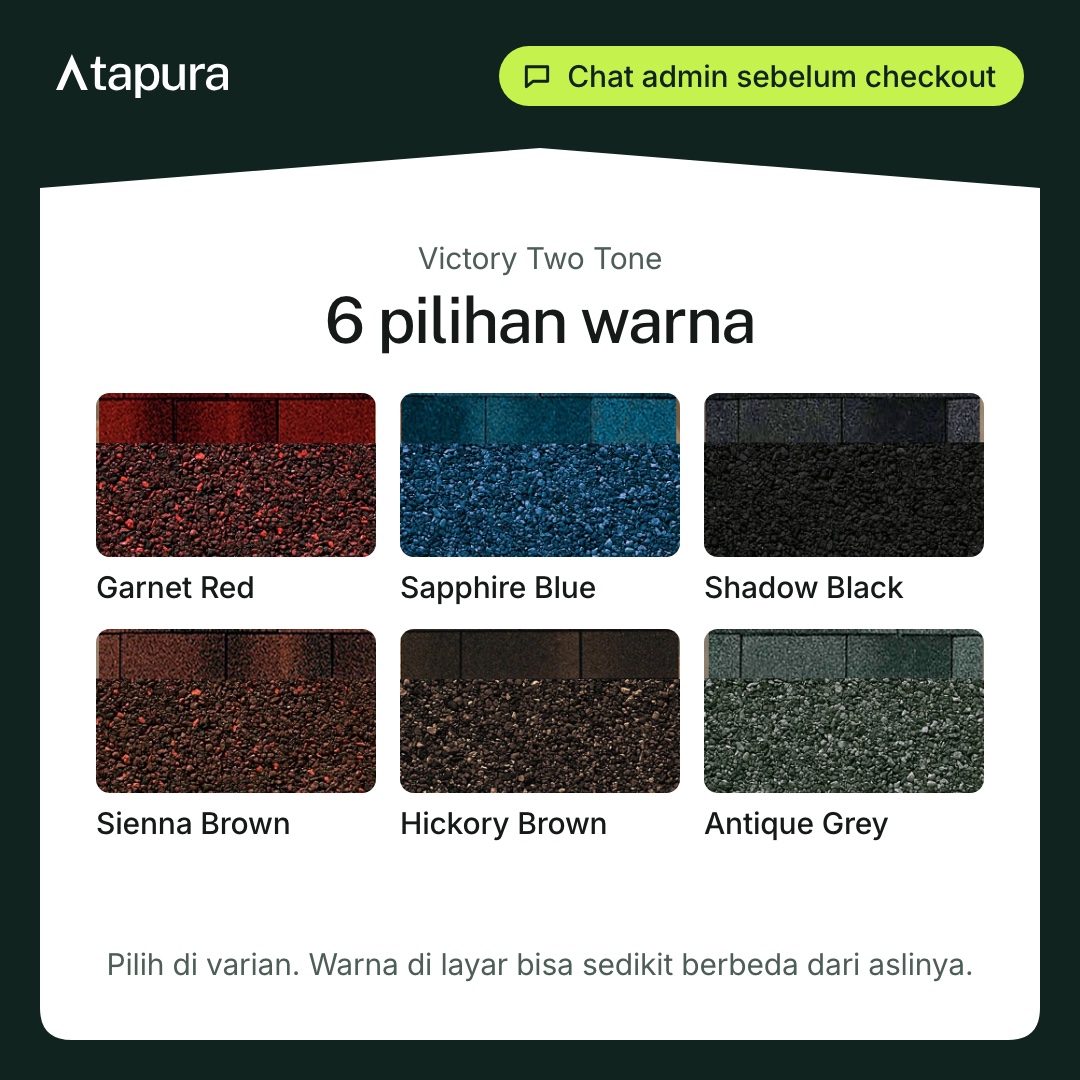 Atapura
Chat admin sebelum checkout
Victory Two Tone
6 pilihan warna
Garnet Red
Sapphire Blue
Shadow Black
Sienna Brown
Hickory Brown
Antique Grey
Pilih di varian. Warna di layar bisa sedikit berbeda dari aslinya.